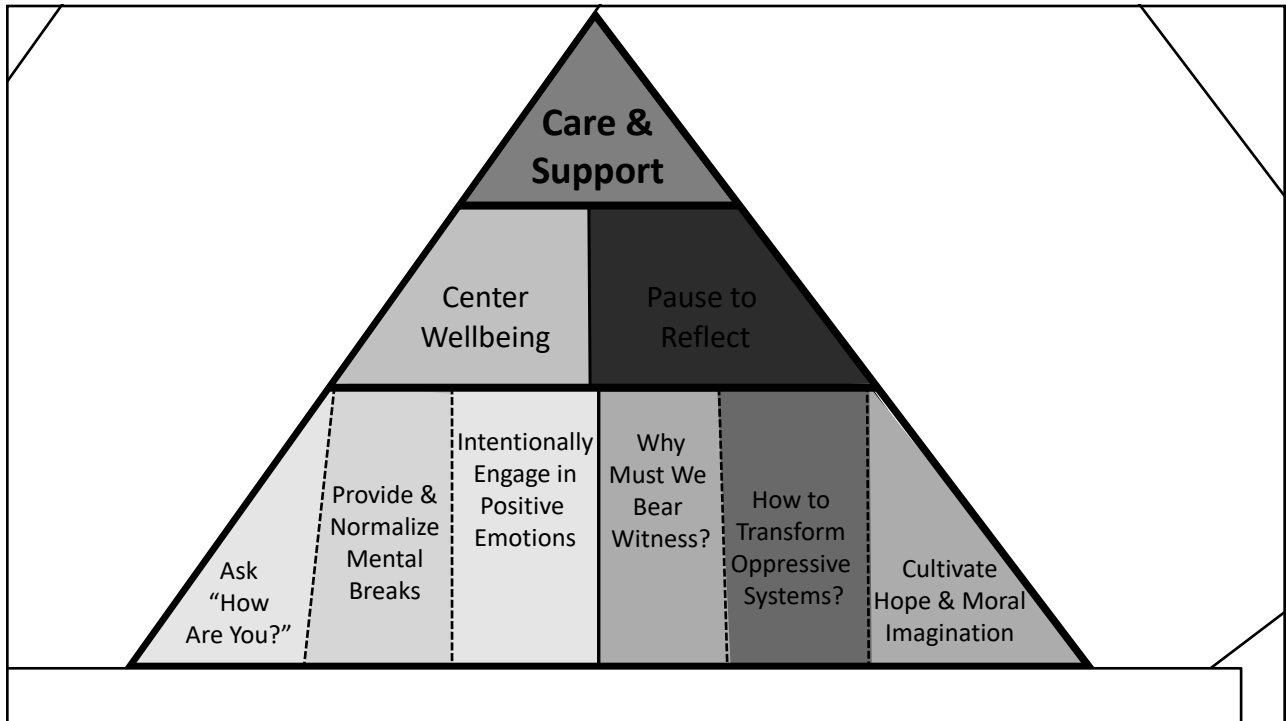 Care &
Support
Center
Wellbeing
Pause to
Reflect
Ask
“How
Are You?”
Provide &
Normalize
Mental
Breaks
Intentionally
Engage in
Positive
Emotions
Why
Must We
Bear
Witness?
How to
Transform
Oppressive
Systems?
Cultivate
Hope & Moral
Imagination